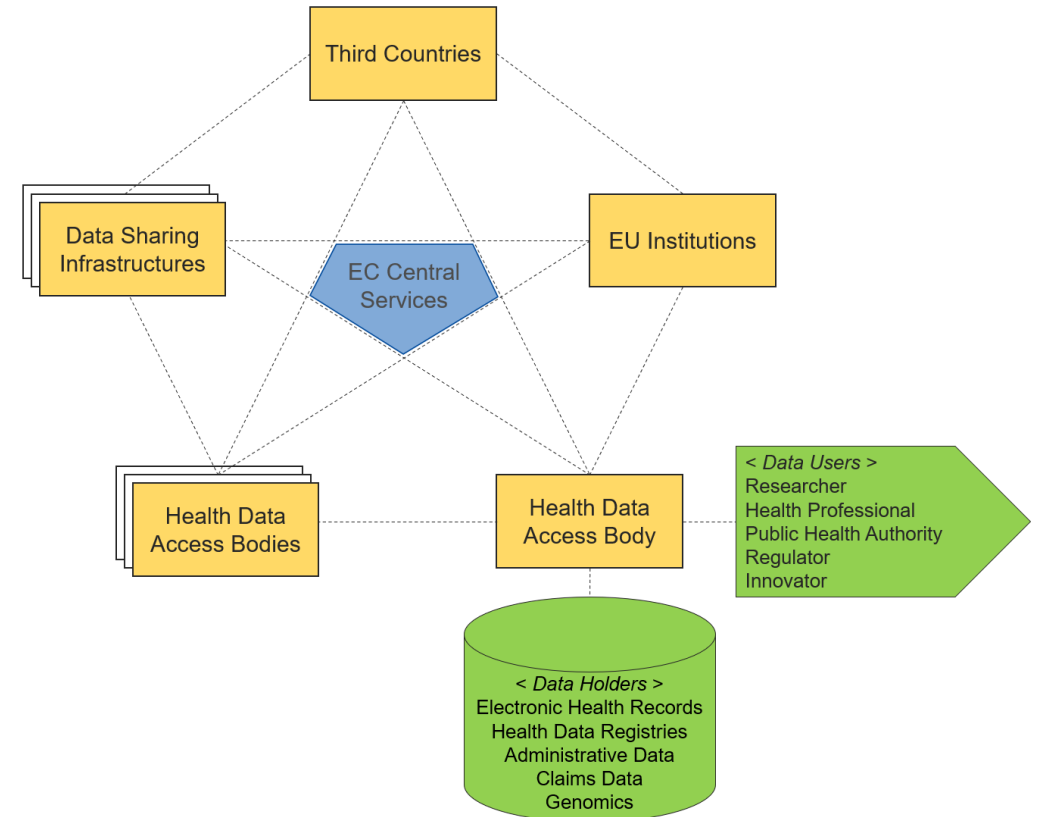 Third Countries
Data Sharing
Infrastructures
EU Institutions
EC Central
Services
Health Data
Access Bodies
Health Data
Access Body
< Data Users >
Researcher
Health Professional
Public Health Authority
Regulator
Innovator
< Data Holders >
Electronic Health Records
Health Data Registries
Administrative Data
Claims Data
Genomics